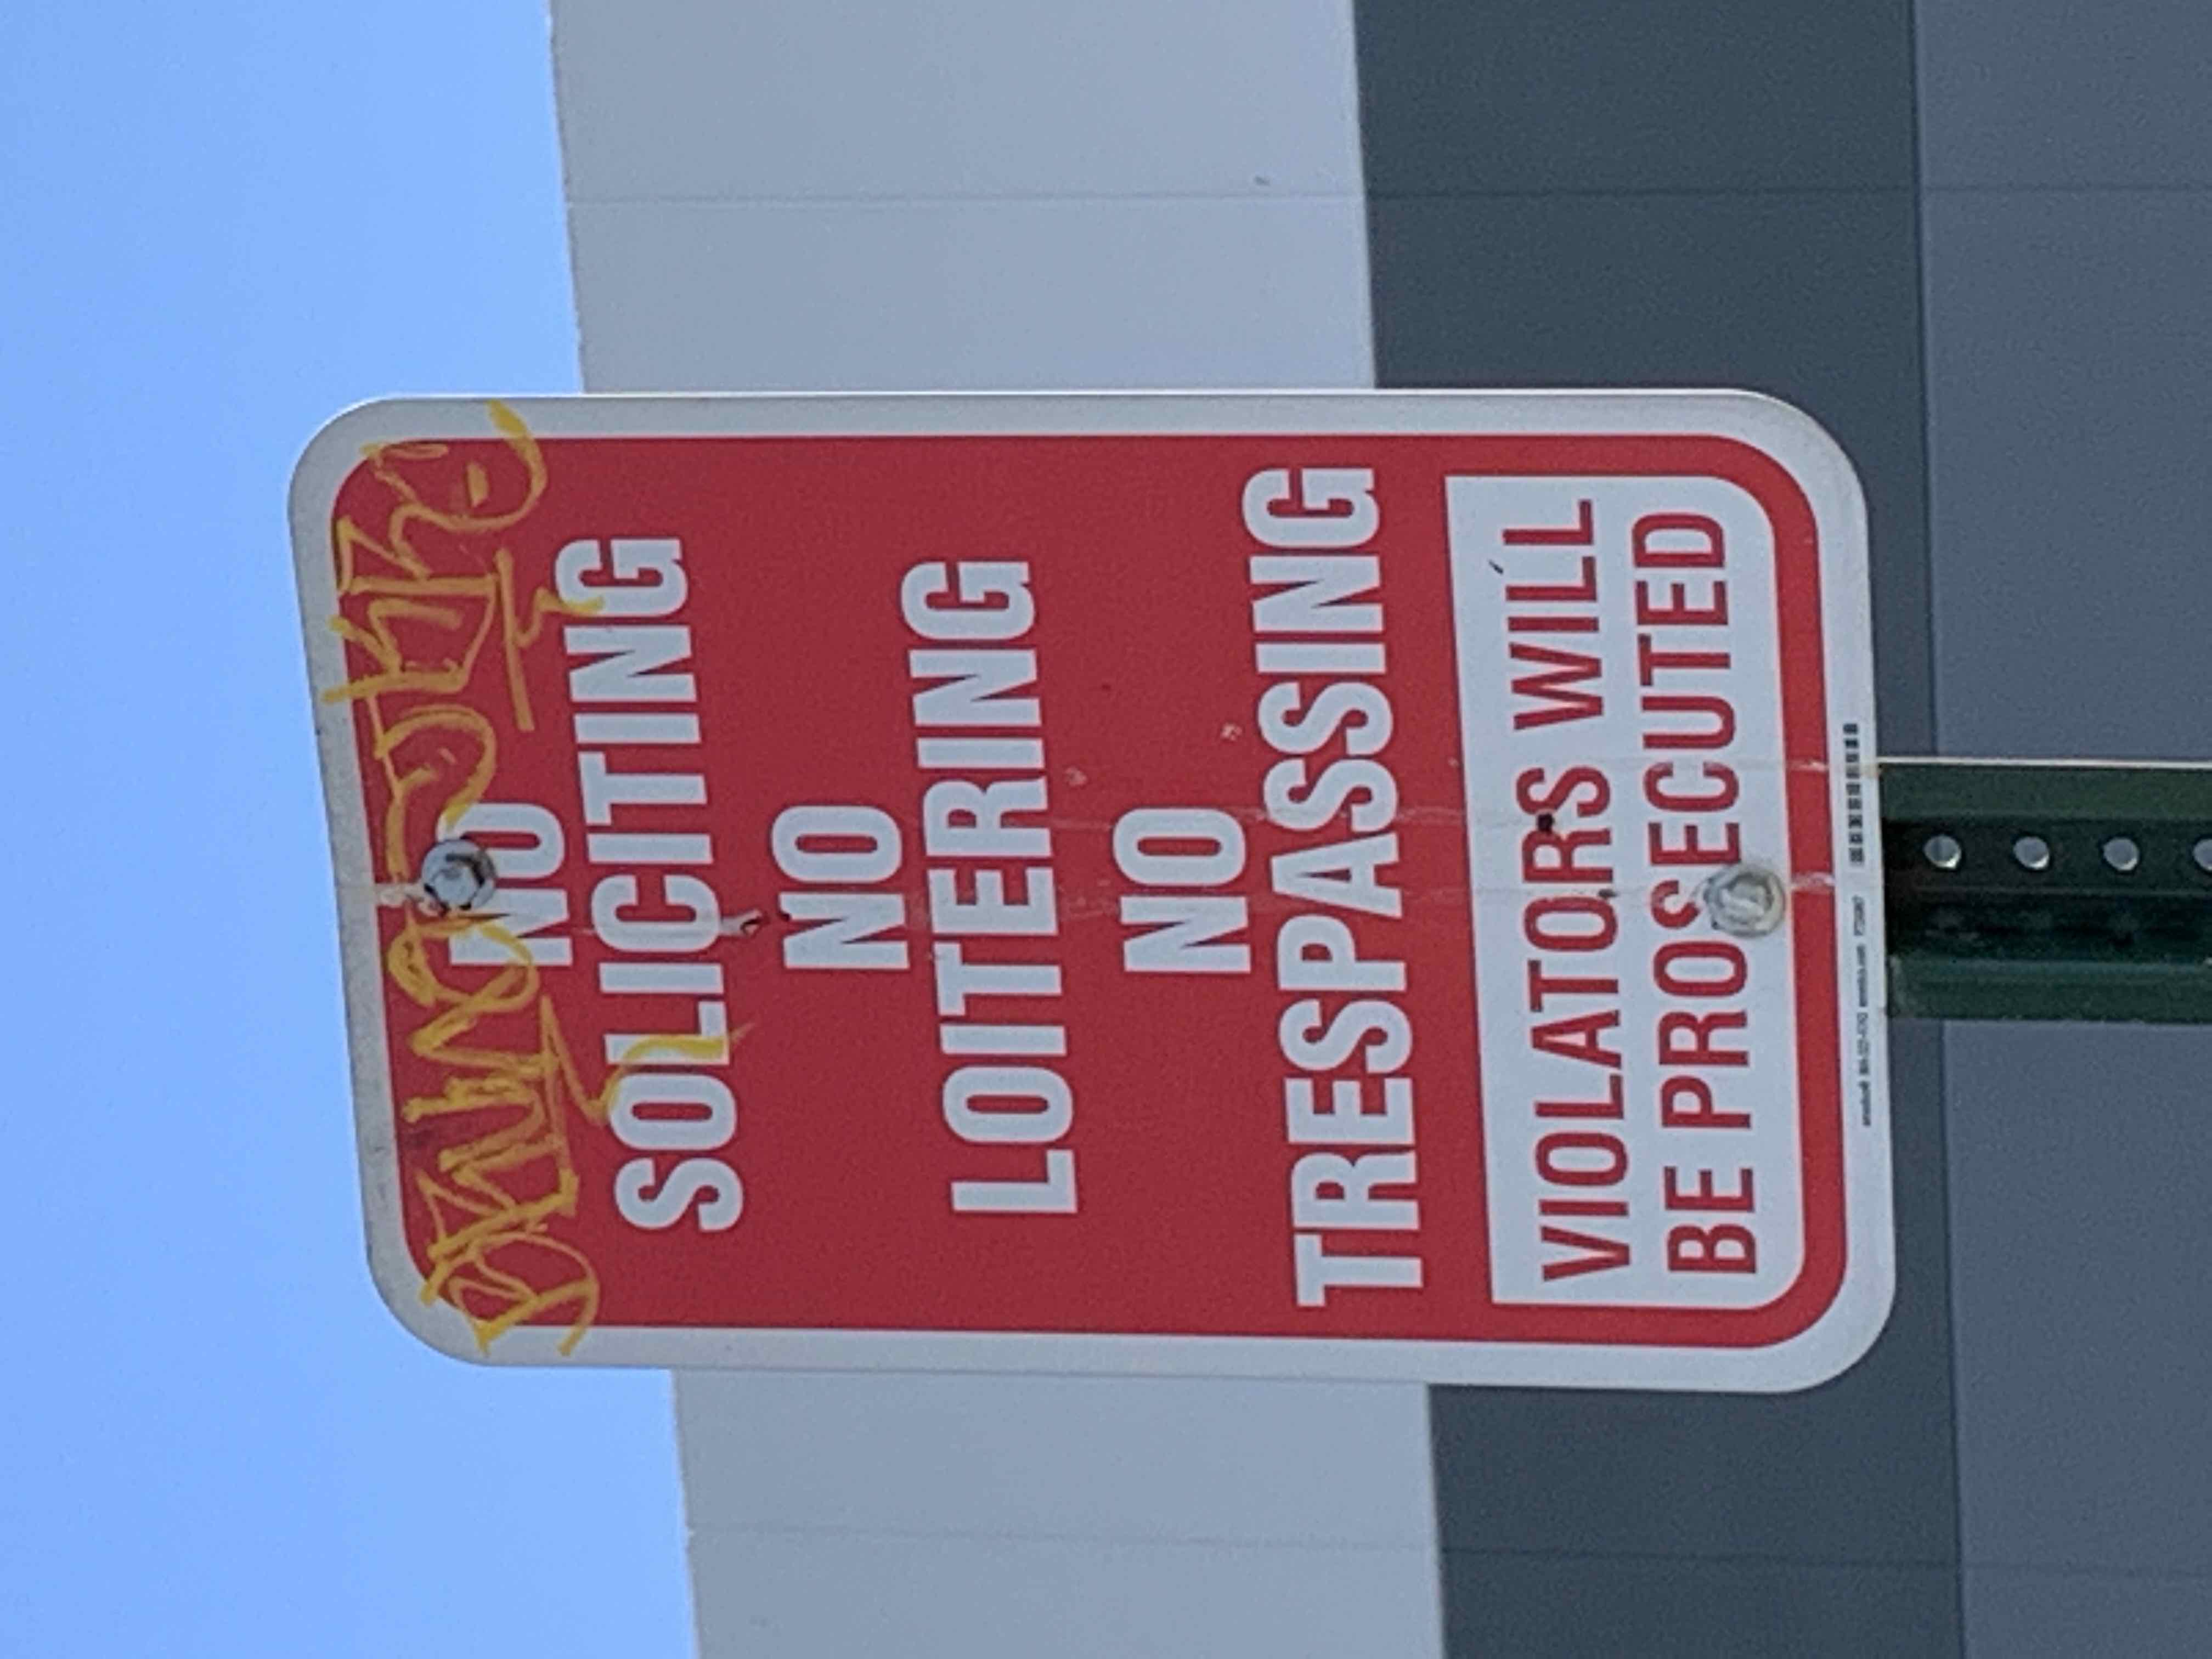 NO
SOLICITING
NO
LOITERING
NO
TRESPASSING
VIOLATORS WILL
BE PROSECUTED